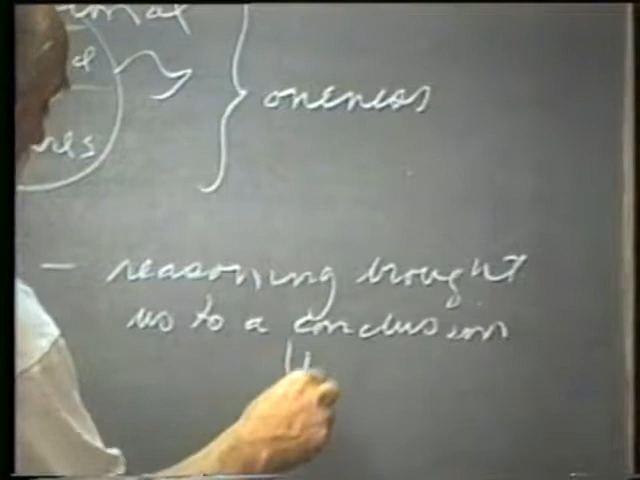 oneness
— reasoning brought
us to a conclusion